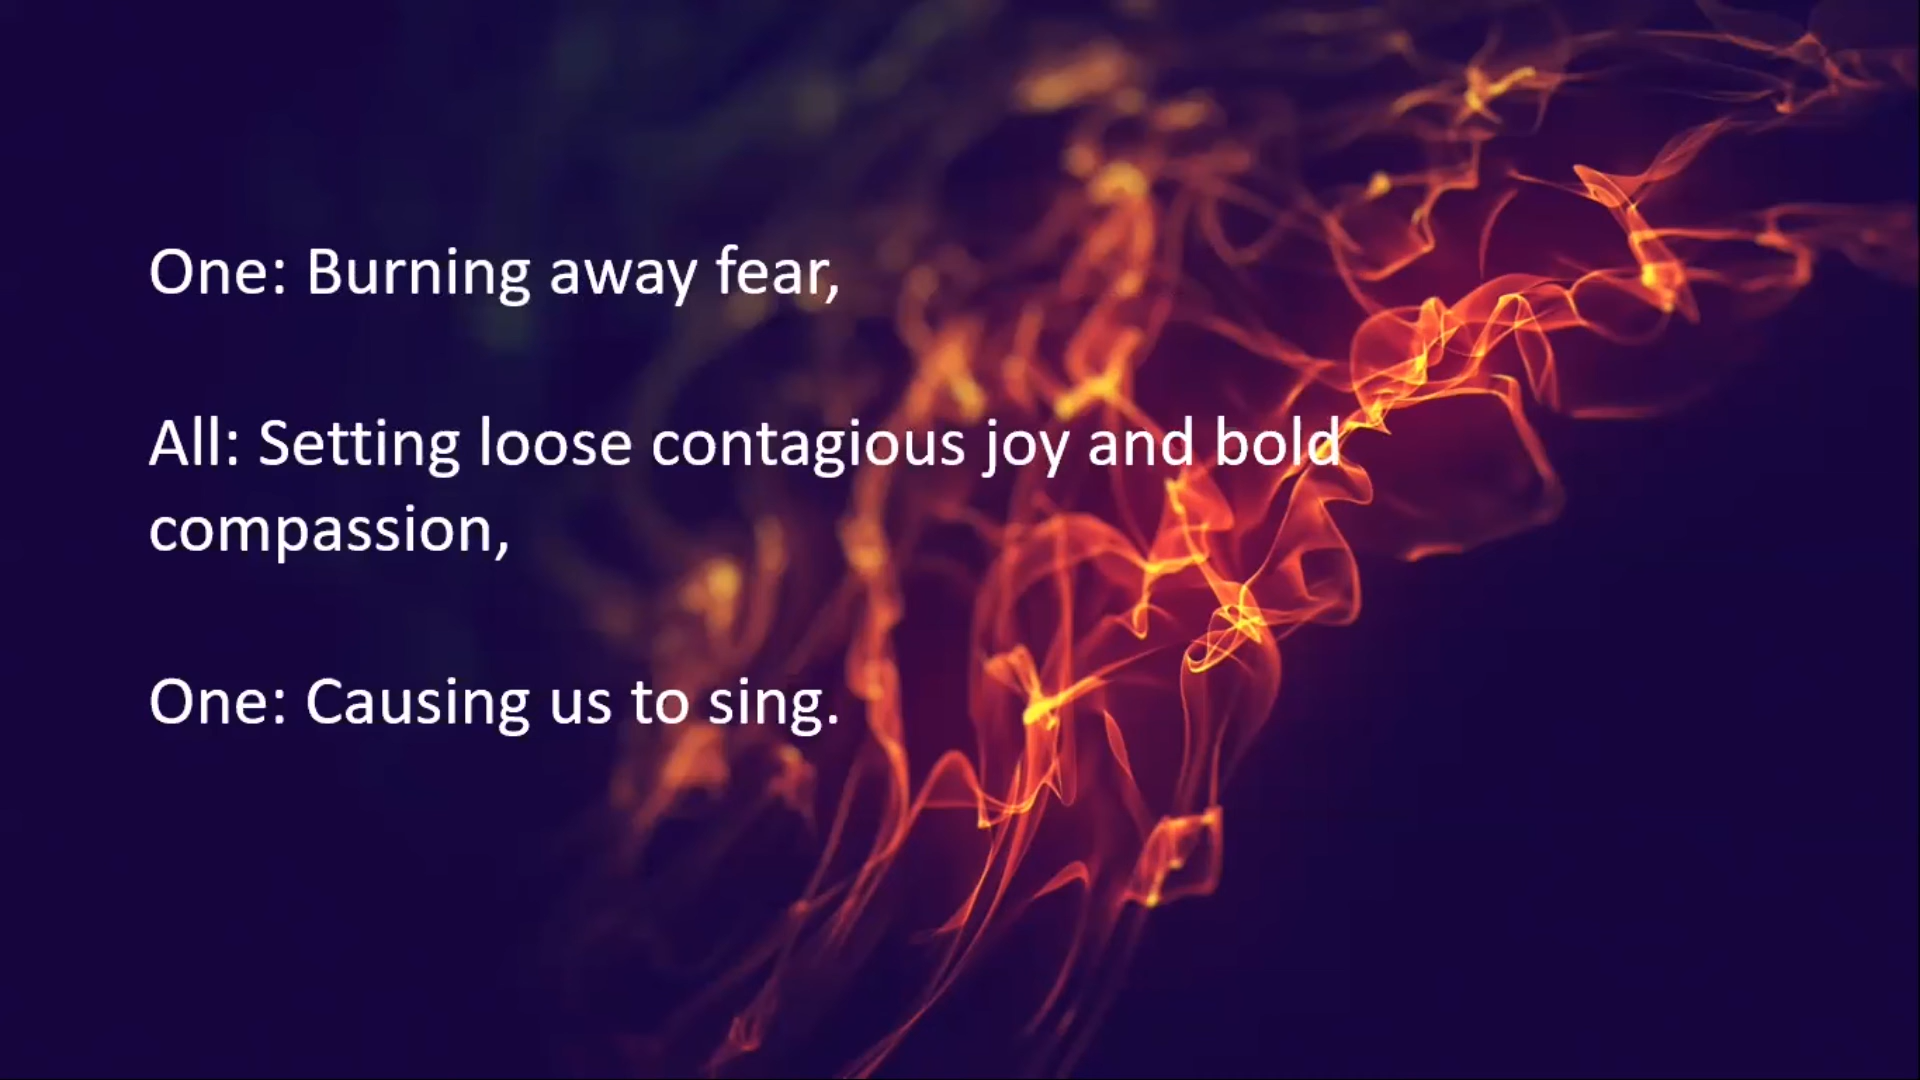 One: Burning away fear,
All: Setting loose contagious joy and bold
compassion,
One: Causing us to sing.